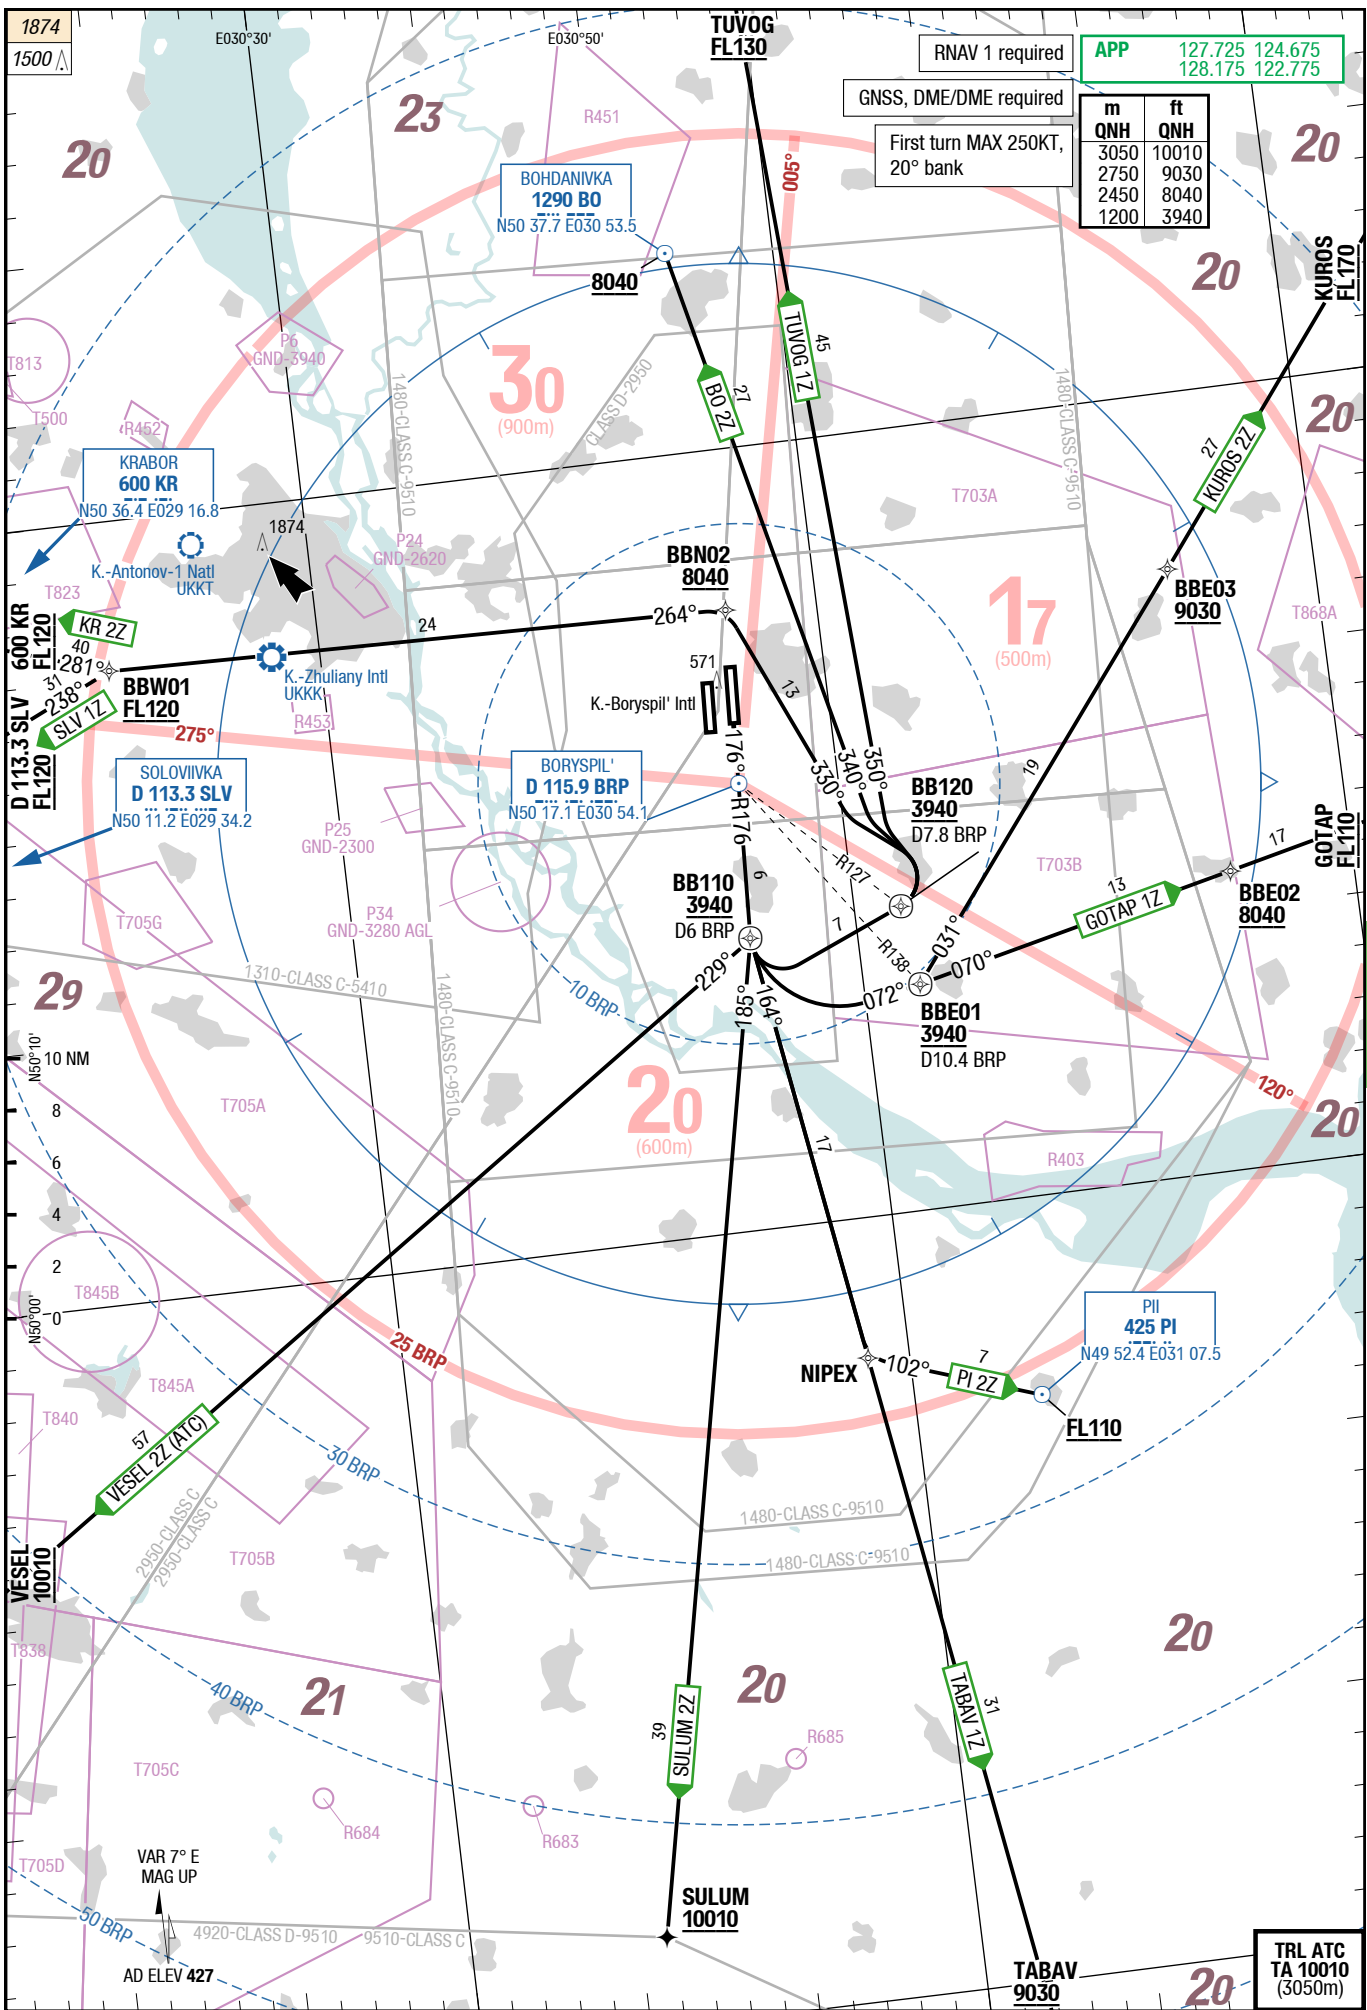 1874
1500
E030°30'
E030°50'
TUVOG
FL130
RNAV 1 required
APP 127.725 124.675
128.175 122.775
GNSS, DME/DME required
First turn MAX 250KT,
20° bank
m ft
QNH QNH
3050 10010
2750 9030
2450 8040
1200 3940
20
23
R451
20
005°
BOHDANIVKA
1290 BO
N50 37.7 E030 53.5
8040
20
KUROS
FL170
P6
GND-3940
T813
T500
R452
30
(900m)
CLASS D-2950
1480-CLASS C-9510
TUVOG 1Z
45
BO 2Z
27
1480-CLASS C-9510
20
27
KUROS 2Z
KRABOR
600 KR
N50 36.4 E029 16.8
1874
K.-Antonov-1 Natl
UKKT
P24
GND-2620
T703A
BBN02
8040
BBE03
9030
17
(500m)
T868A
T823
KR 2Z
40
281°
600 KR
FL120
24
264°
31
238°
SLV 1Z
D 113.3 SLV
FL120
BBW01
FL120
K.-Zhuliany Intl
UKKK
R453
571
K.-Boryspil' Intl
13
275°
176°
330°
340°
350°
19
SOLOVIIVKA
D 113.3 SLV
N50 11.2 E029 34.2
BORYSPIL'
D 115.9 BRP
N50 17.1 E030 54.1
R176
BB120
3940
D7.8 BRP
GOTAP
FL110
17
P25
GND-2300
R127
T703B
BB110
3940
D6 BRP
6
7
13
GOTAP 1Z
BBE02
8040
T705G
P34
GND-3280 AGL
R138
031°
070°
072°
229°
185°
164°
BBE01
3940
D10.4 BRP
1310-CLASS C-5410
1480-CLASS C-9510
29
10 BRP
N50°10'
10 NM
8
6
4
2
0
N50°00'
T705A
20
(600m)
120°
20
17
R403
T845B
25 BRP
PII
425 PI
N49 52.4 E031 07.5
NIPEX
102°
7
PI 2Z
FL110
T845A
T840
57
VESEL 2Z (ATC)
30 BRP
2950-CLASS C
2950-CLASS C
1480-CLASS C-9510
1480-CLASS C-9510
VESEL
10010
T705B
T838
20
21
20
40 BRP
39
SULUM 2Z
TABAV 1Z
31
T705C
R685
R684
R683
T705D
VAR 7° E
MAG UP
SULUM
10010
50 BRP
4920-CLASS D-9510 9510-CLASS C
AD ELEV 427
TABAV
9030
20
TRL ATC
TA 10010
(3050m)